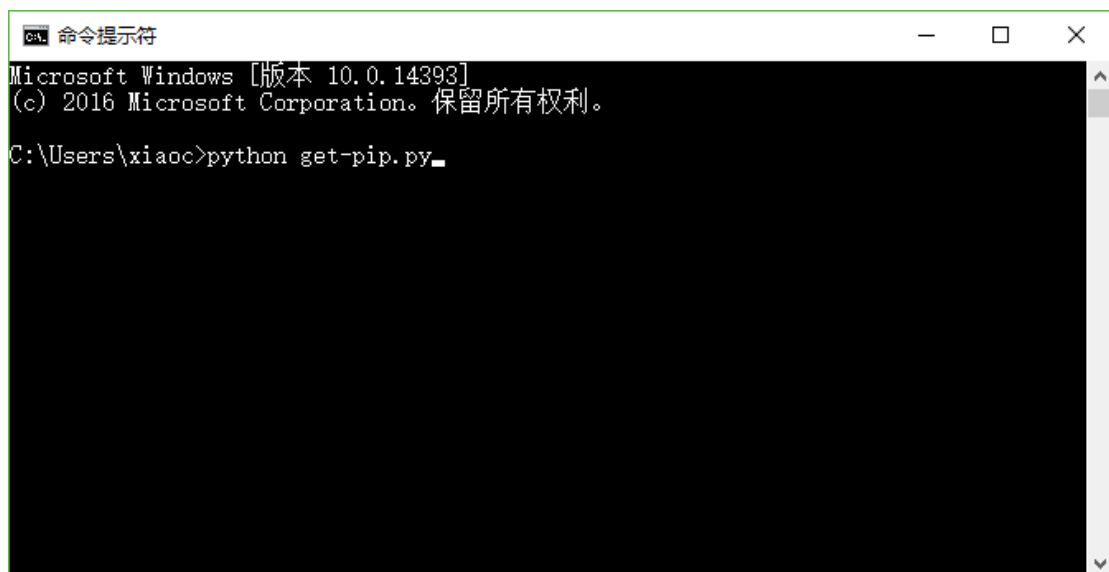 命令提示符
Microsoft Windows [版本 10.0.14393]
(c) 2016 Microsoft Corporation。保留所有权利。
C:\Users\xiaoc>python get-pip.py